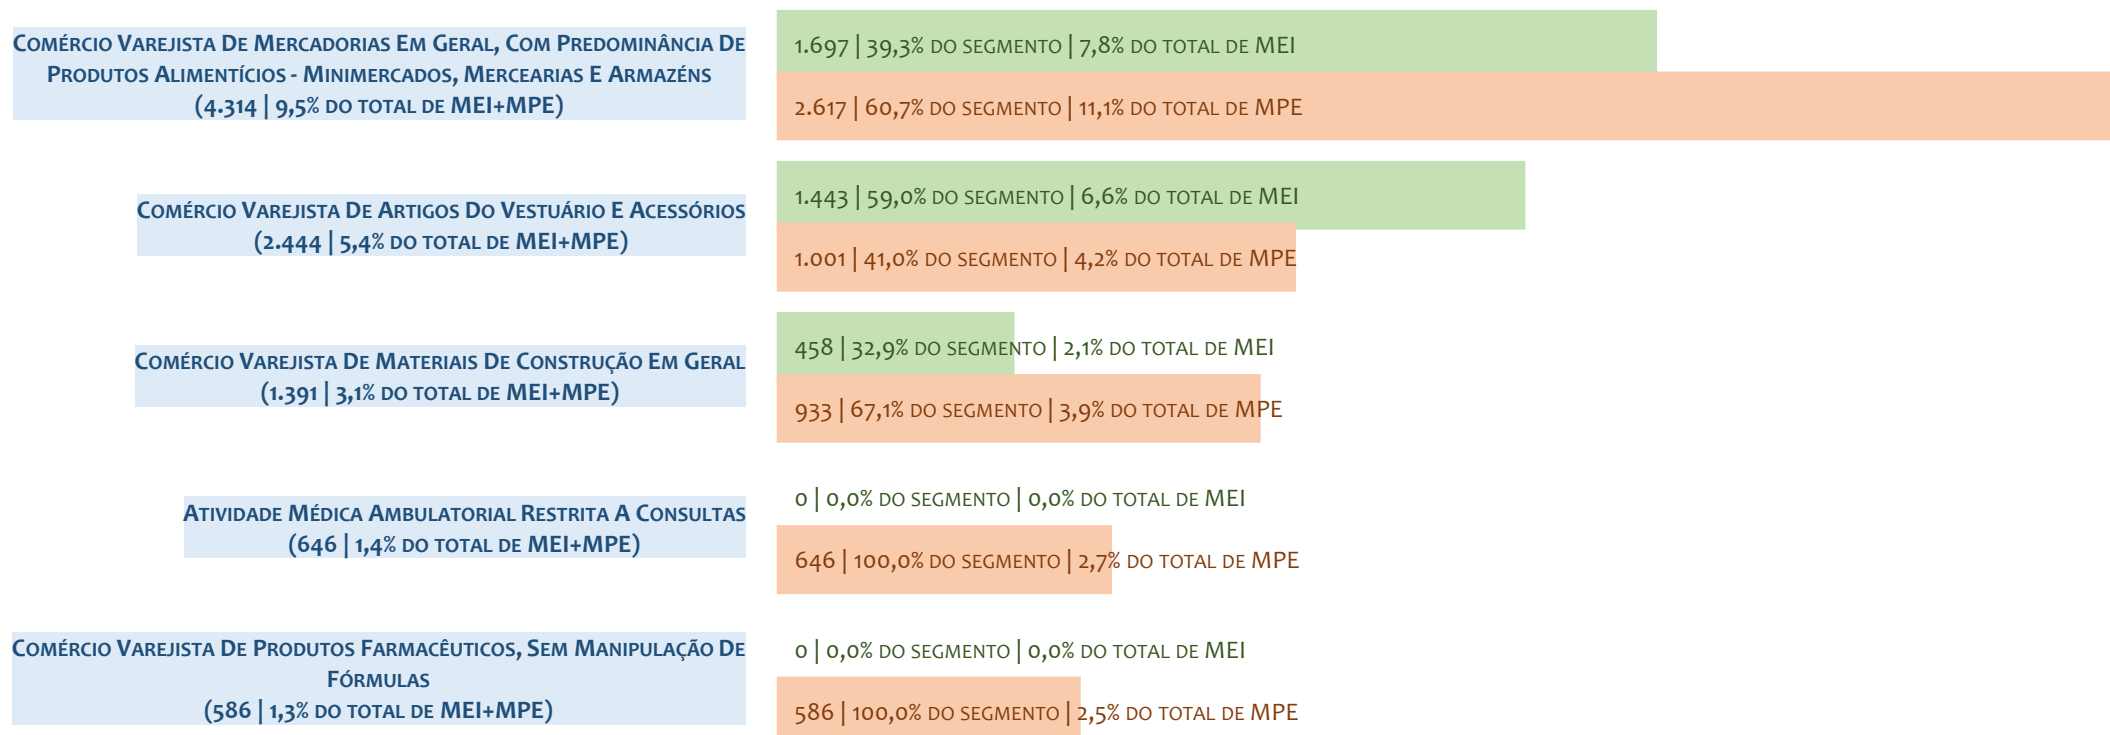 Comércio Varejista De Mercadorias Em Geral, Com Predominância De
Produtos Alimentícios - Minimercados, Mercearias E Armazéns
(4.314 | 9,5% do total de MEI+MPE)
1.697 | 39,3% do segmento | 7,8% do total de MEI
2.617 | 60,7% do segmento | 11,1% do total de MPE
Comércio Varejista De Artigos Do Vestuário E Acessórios
(2.444 | 5,4% do total de MEI+MPE)
1.443 | 59,0% do segmento | 6,6% do total de MEI
1.001 | 41,0% do segmento | 4,2% do total de MPE
Comércio Varejista De Materiais De Construção Em Geral
(1.391 | 3,1% do total de MEI+MPE)
458 | 32,9% do segmento | 2,1% do total de MEI
933 | 67,1% do segmento | 3,9% do total de MPE
Atividade Médica Ambulatorial Restrita A Consultas
(646 | 1,4% do total de MEI+MPE)
0 | 0,0% do segmento | 0,0% do total de MEI
646 | 100,0% do segmento | 2,7% do total de MPE
Comércio Varejista De Produtos Farmacêuticos, Sem Manipulação De
Fórmulas
(586 | 1,3% do total de MEI+MPE)
0 | 0,0% do segmento | 0,0% do total de MEI
586 | 100,0% do segmento | 2,5% do total de MPE